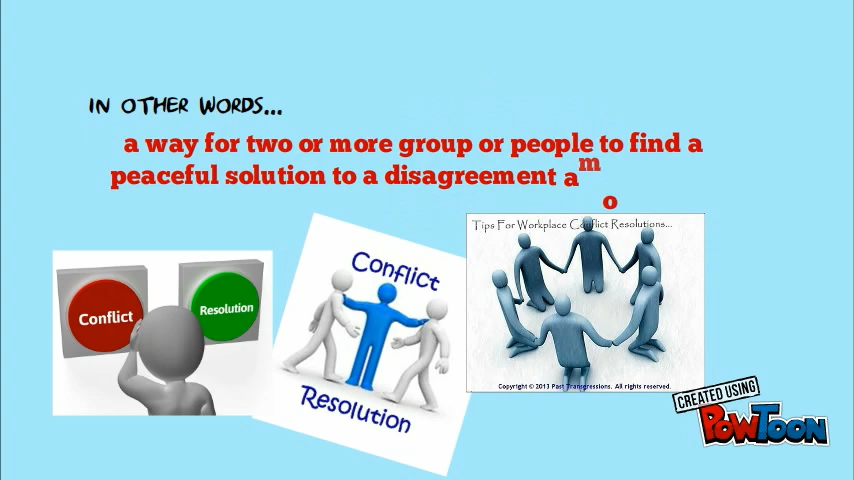 IN OTHER WORDS...
a way for two or more group or people to find a
peaceful solution to a disagreement am
o
Tips For Workplace Conflict Resolutions...
Conflict
Resolution
Conflict
Resolution
Copyright © 2013 Past Transgressions. All rights reserved.
CREATED USING
POWTOON